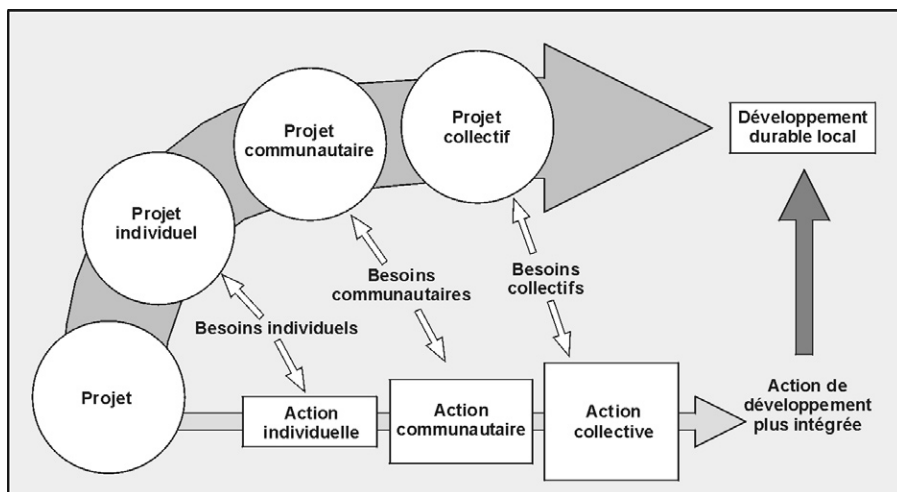 Projet
communautaire
Projet
collectif
Développement
durable local
Projet
individuel
Besoins
communautaires
Besoins
collectifs
Besoins individuels
Projet
Action
individuelle
Action
communautaire
Action
collective
Action de
développement
plus intégrée